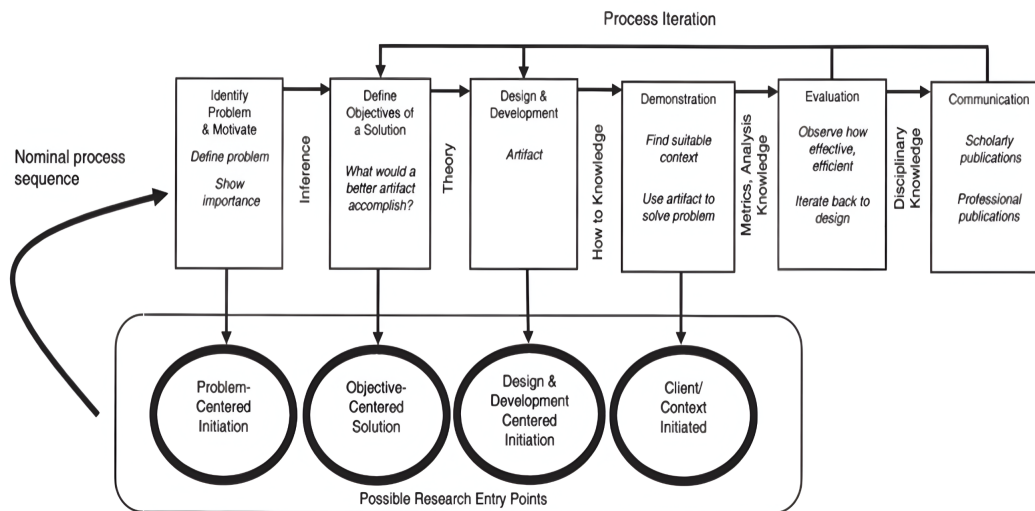 Process Iteration
Nominal process
sequence
Identify
Problem
& Motivate
Define problem
Show
importance
Inference
Define
Objectives of
a Solution
What would a
better artifact
accomplish?
Theory
Design &
Development
Artifact
How to Knowledge
Demonstration
Find suitable
context
Use artifact to
solve problem
Metrics, Analysis
Knowledge
Evaluation
Observe how
effective,
efficient
Iterate back to
design
Disciplinary
Knowledge
Communication
Scholarly
publications
Professional
publications
Problem-
Centered
Initiation
Objective-
Centered
Solution
Design &
Development
Centered
Initiation
Client/
Context
Initiated
Possible Research Entry Points